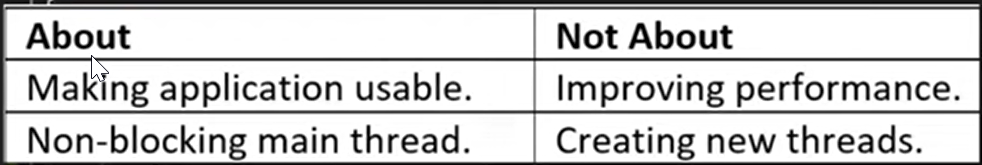 About Not About
Making application usable. Improving performance.
Non-blocking main thread. Creating new threads.